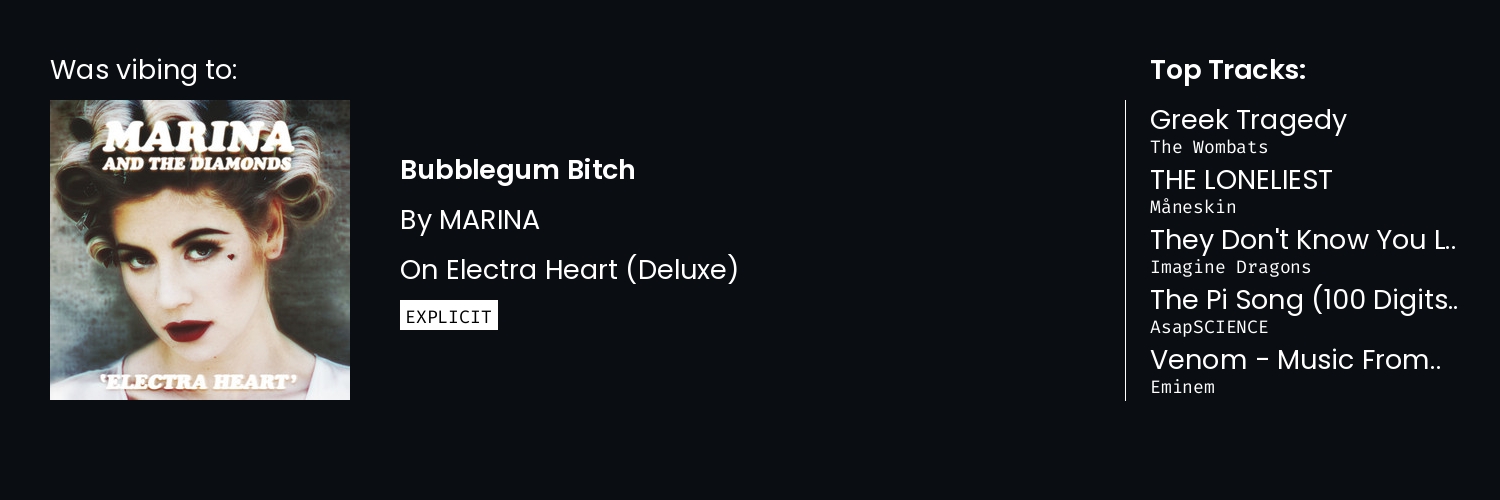 Was vibing to:
MARINA
AND THE DIAMONDS
'ELECTRA HEART'
Bubblegum Bitch
By MARINA
On Electra Heart (Deluxe)
EXPLICIT
Top Tracks:
Greek Tragedy
The Wombats
THE LONELIEST
Måneskin
They Don't Know You L..
Imagine Dragons
The Pi Song (100 Digits..
AsapSCIENCE
Venom - Music From..
Eminem